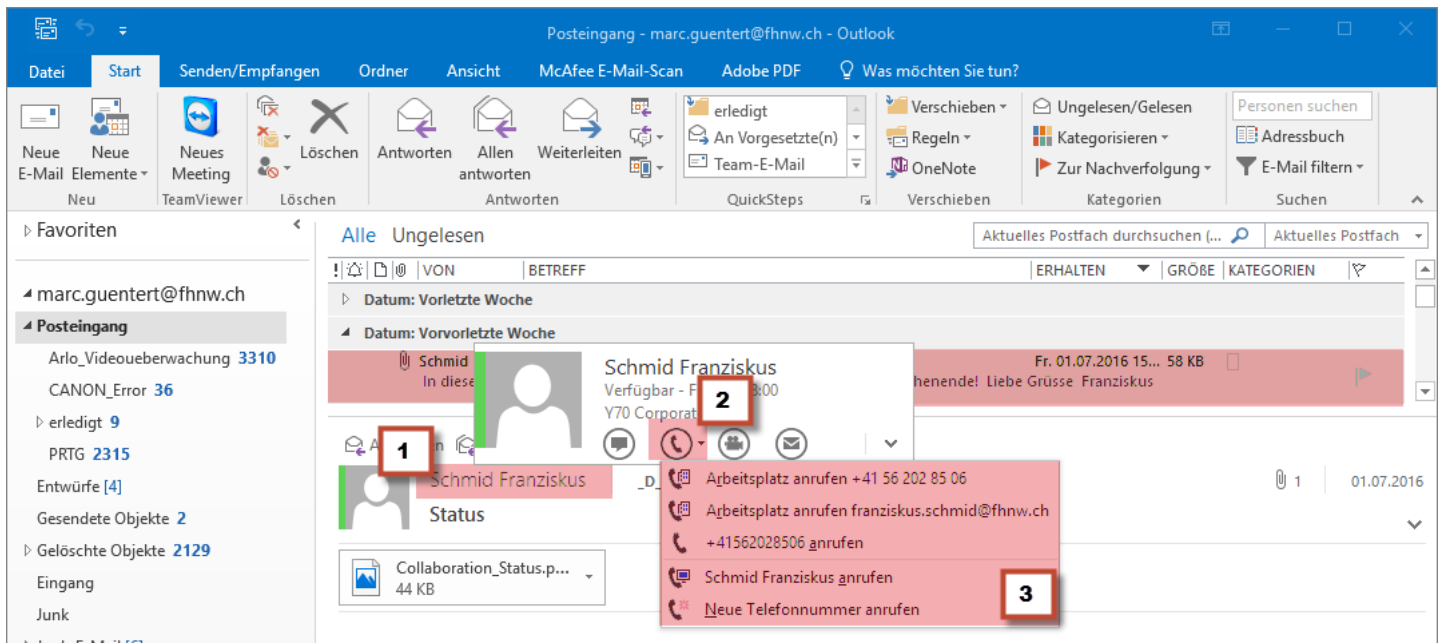 Posteingang - marc.guentert@fhnw.ch - Outlook
Datei Start Senden/Empfangen Ordner Ansicht McAfee E-Mail-Scan Adobe PDF Was möchten Sie tun?
Neue E-Mail
Neue Elemente
Neu
Neues Meeting
TeamViewer
Löschen
Löschen
Antworten
Allen antworten
Weiterleiten
Antworten
erledigt
An Vorgesetzte(n)
Team-E-Mail
QuickSteps
Verschieben
Regeln
OneNote
Verschieben
Ungelesen/Gelesen
Kategorisieren
Zur Nachverfolgung
Kategorien
Personen suchen
Adressbuch
E-Mail filtern
Suchen
Favoriten
marc.guentert@fhnw.ch
Posteingang
Arlo_Videoueberwachung 3310
CANON_Error 36
erledigt 9
PRTG 2315
Entwürfe [4]
Gesendete Objekte 2
Gelöschte Objekte 2129
Eingang
Junk
Alle Ungelesen
Aktuelles Postfach durchsuchen (... Aktuelles Postfach
! VON BETREFF ERHALTEN GRÖßE KATEGORIEN
Datum: Vorletzte Woche
Datum: Vorvorletzte Woche
Schmid Fr. 01.07.2016 15... 58 KB
In diese henende! Liebe Grüsse Franziskus
Schmid Franziskus
Verfügbar - F :00
Y70 Corporat
2
1
Schmid Franziskus _D_ 1 01.07.2016
Status
Collaboration_Status.p...
44 KB
Arbeitsplatz anrufen +41 56 202 85 06
Arbeitsplatz anrufen franziskus.schmid@fhnw.ch
+41562028506 anrufen
Schmid Franziskus anrufen
Neue Telefonnummer anrufen
3